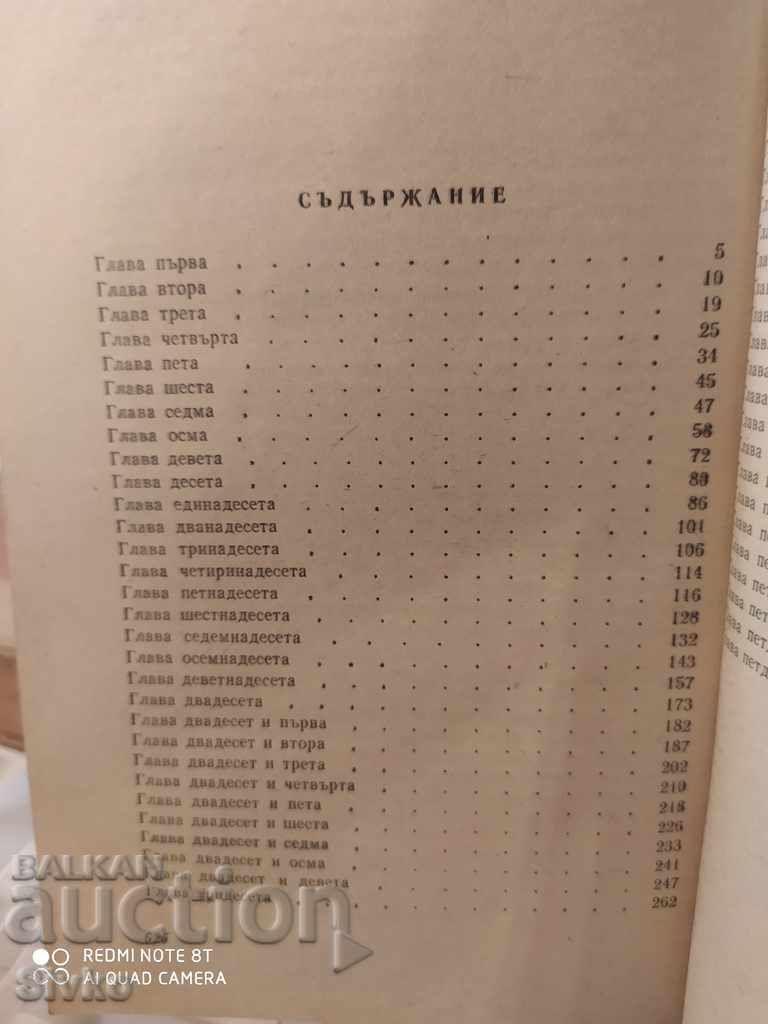 СЪДЪРЖАНИЕ
Глава първа 5
Глава втора 10
Глава трета 19
Глава четвърта 25
Глава пета 34
Глава шеста 45
Глава седма 47
Глава осма 58
Глава девета 72
Глава десета 80
Глава единадесета 86
Глава дванадесета 101
Глава тринадесета 106
Глава четиринадесета 114
Глава петнадесета 116
Глава шестнадесета 128
Глава седемнадесета 132
Глава осемнадесета 143
Глава деветнадесета 157
Глава двадесета 173
Глава двадесет и първа 182
Глава двадесет и втора 187
Глава двадесет и трета 202
Глава двадесет и четвърта 210
Глава двадесет и пета 218
Глава двадесет и шеста 226
Глава двадесет и седма 233
Глава двадесет и осма 241
Глава двадесет и девета 247
Глава тридесета 262
BALKAN
auction
REDMI NOTE 8T
AI QUAD CAMERA
Sivko